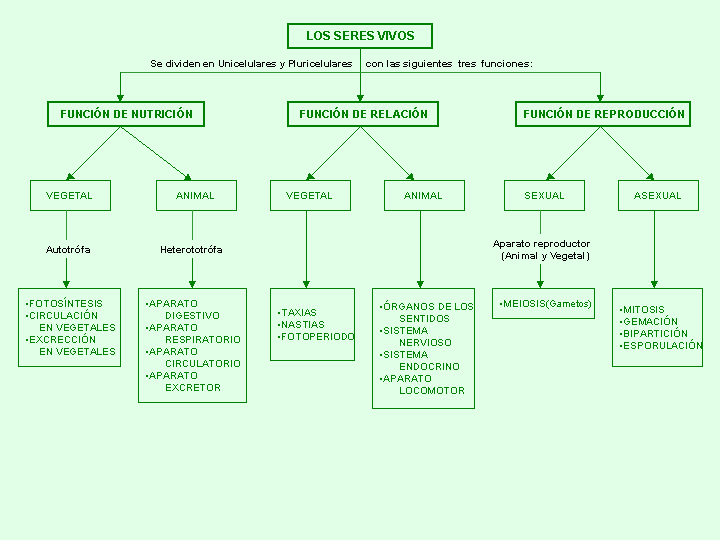 LOS SERES VIVOS
Se dividen en Unicelulares y Pluricelulares con las siguientes tres funciones:
FUNCIÓN DE NUTRICIÓN
FUNCIÓN DE RELACIÓN
FUNCIÓN DE REPRODUCCIÓN
VEGETAL
ANIMAL
VEGETAL
ANIMAL
SEXUAL
ASEXUAL
Autotrófa
Heterototrófa
Aparato reproductor
(Animal y Vegetal)
•FOTOSÍNTESIS
•CIRCULACIÓN
EN VEGETALES
•EXCRECCIÓN
EN VEGETALES
•APARATO
DIGESTIVO
•APARATO
RESPIRATORIO
•APARATO
CIRCULATORIO
•APARATO
EXCRETOR
•TAXIAS
•NASTIAS
•FOTOPERIODO
•ÓRGANOS DE LOS
SENTIDOS
•SISTEMA
NERVIOSO
•SISTEMA
ENDOCRINO
•APARATO
LOCOMOTOR
•MEIOSIS(Gametos)
•MITOSIS
•GEMACIÓN
•BIPARTICIÓN
•ESPORULACIÓN